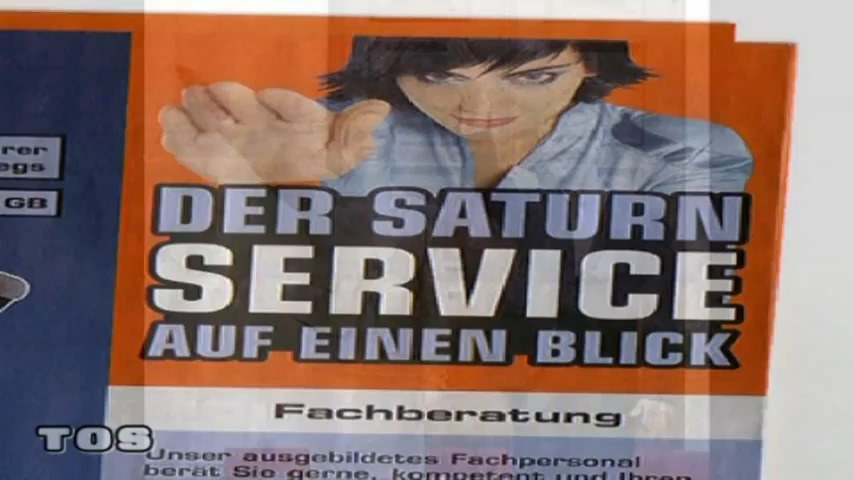 rer
egs
GB
DER SATURN
SERVICE
AUF EINEN BLICK
Fachberatung
TOS
Unser ausgebildetes Fachpersonal
berät Sie gerne, kompetent und Ihren